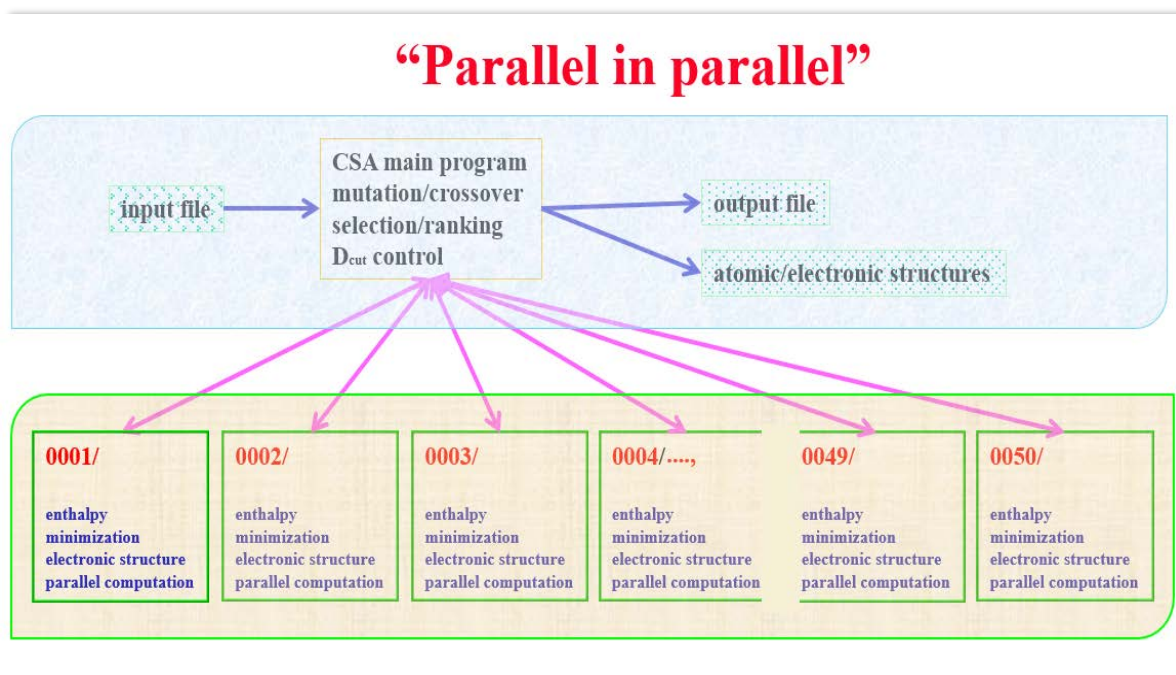 “Parallel in parallel”
input file
CSA main program
mutation/crossover
selection/ranking
Dcut control
output file
atomic/electronic structures
0001/
enthalpy
minimization
electronic structure
parallel computation
0002/
enthalpy
minimization
electronic structure
parallel computation
0003/
enthalpy
minimization
electronic structure
parallel computation
0004/....,
enthalpy
minimization
electronic structure
parallel computation
0049/
enthalpy
minimization
electronic structure
parallel computation
0050/
enthalpy
minimization
electronic structure
parallel computation